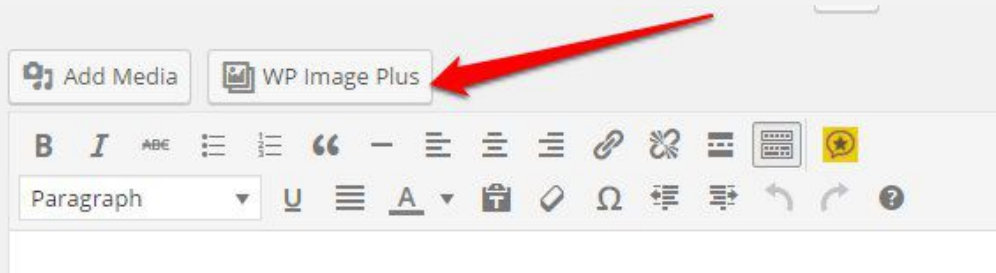 Add Media
WP Image Plus
B I ABC
Paragraph U A T Ω ?